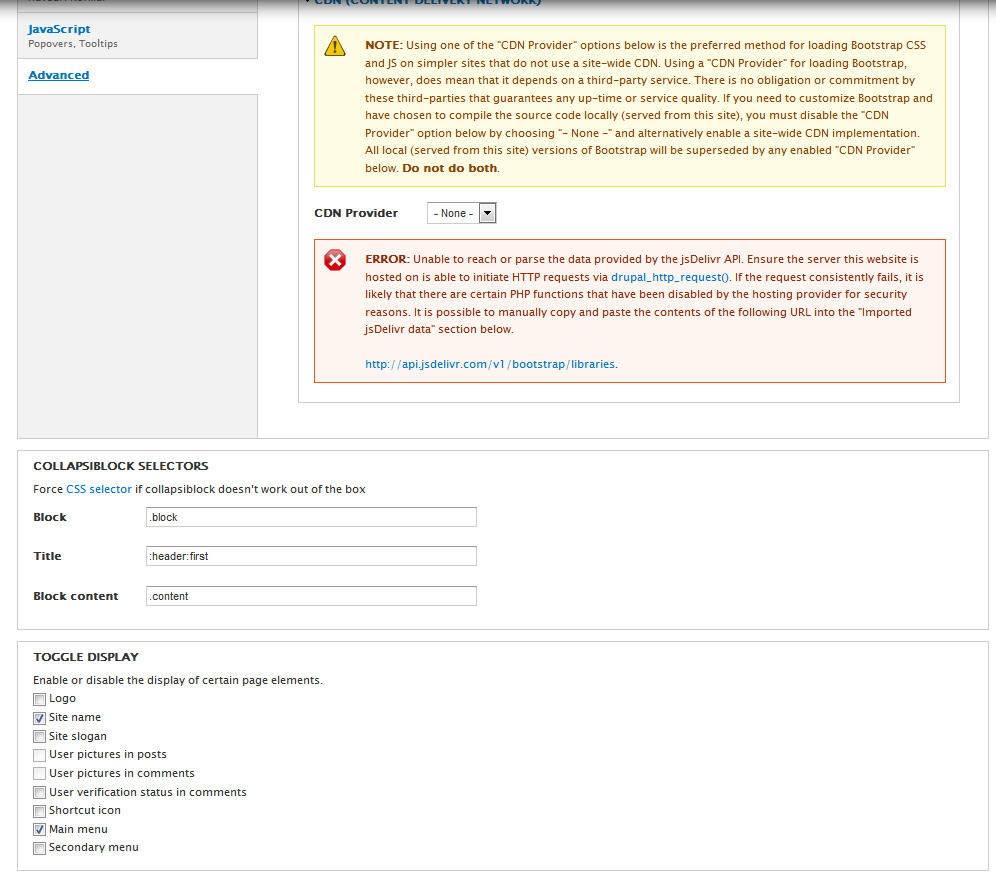 CDN (CONTENT DELIVERY NETWORK)
JavaScript
Popovers, Tooltips
Advanced
NOTE: Using one of the "CDN Provider" options below is the preferred method for loading Bootstrap CSS
and JS on simpler sites that do not use a site-wide CDN. Using a "CDN Provider" for loading Bootstrap,
however, does mean that it depends on a third-party service. There is no obligation or commitment by
these third-parties that guarantees any up-time or service quality. If you need to customize Bootstrap and
have chosen to compile the source code locally (served from this site), you must disable the "CDN
Provider" option below by choosing "- None -" and alternatively enable a site-wide CDN implementation.
All local (served from this site) versions of Bootstrap will be superseded by any enabled "CDN Provider"
below. Do not do both.
CDN Provider - None -
ERROR: Unable to reach or parse the data provided by the jsDelivr API. Ensure the server this website is
hosted on is able to initiate HTTP requests via drupal_http_request(). If the request consistently fails, it is
likely that there are certain PHP functions that have been disabled by the hosting provider for security
reasons. It is possible to manually copy and paste the contents of the following URL into the "Imported
jsDelivr data" section below.
http://api.jsdelivr.com/v1/bootstrap/libraries.
COLLAPSIBLOCK SELECTORS
Force CSS selector if collapsiblock doesn't work out of the box
Block .block
Title :header:first
Block content .content
TOGGLE DISPLAY
Enable or disable the display of certain page elements.
Logo
Site name
Site slogan
User pictures in posts
User pictures in comments
User verification status in comments
Shortcut icon
Main menu
Secondary menu